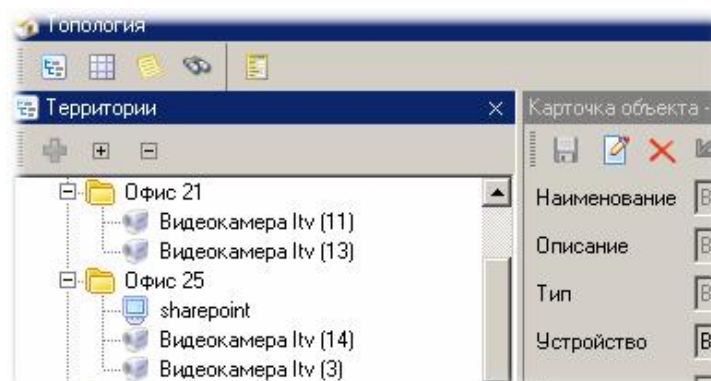 Топология
Территории
Карточка объекта -
Офис 21
Видеокамера Itv (11)
Видеокамера Itv (13)
Офис 25
sharepoint
Видеокамера Itv (14)
Видеокамера Itv (3)
Наименование В
Описание В
Тип В
Устройство В